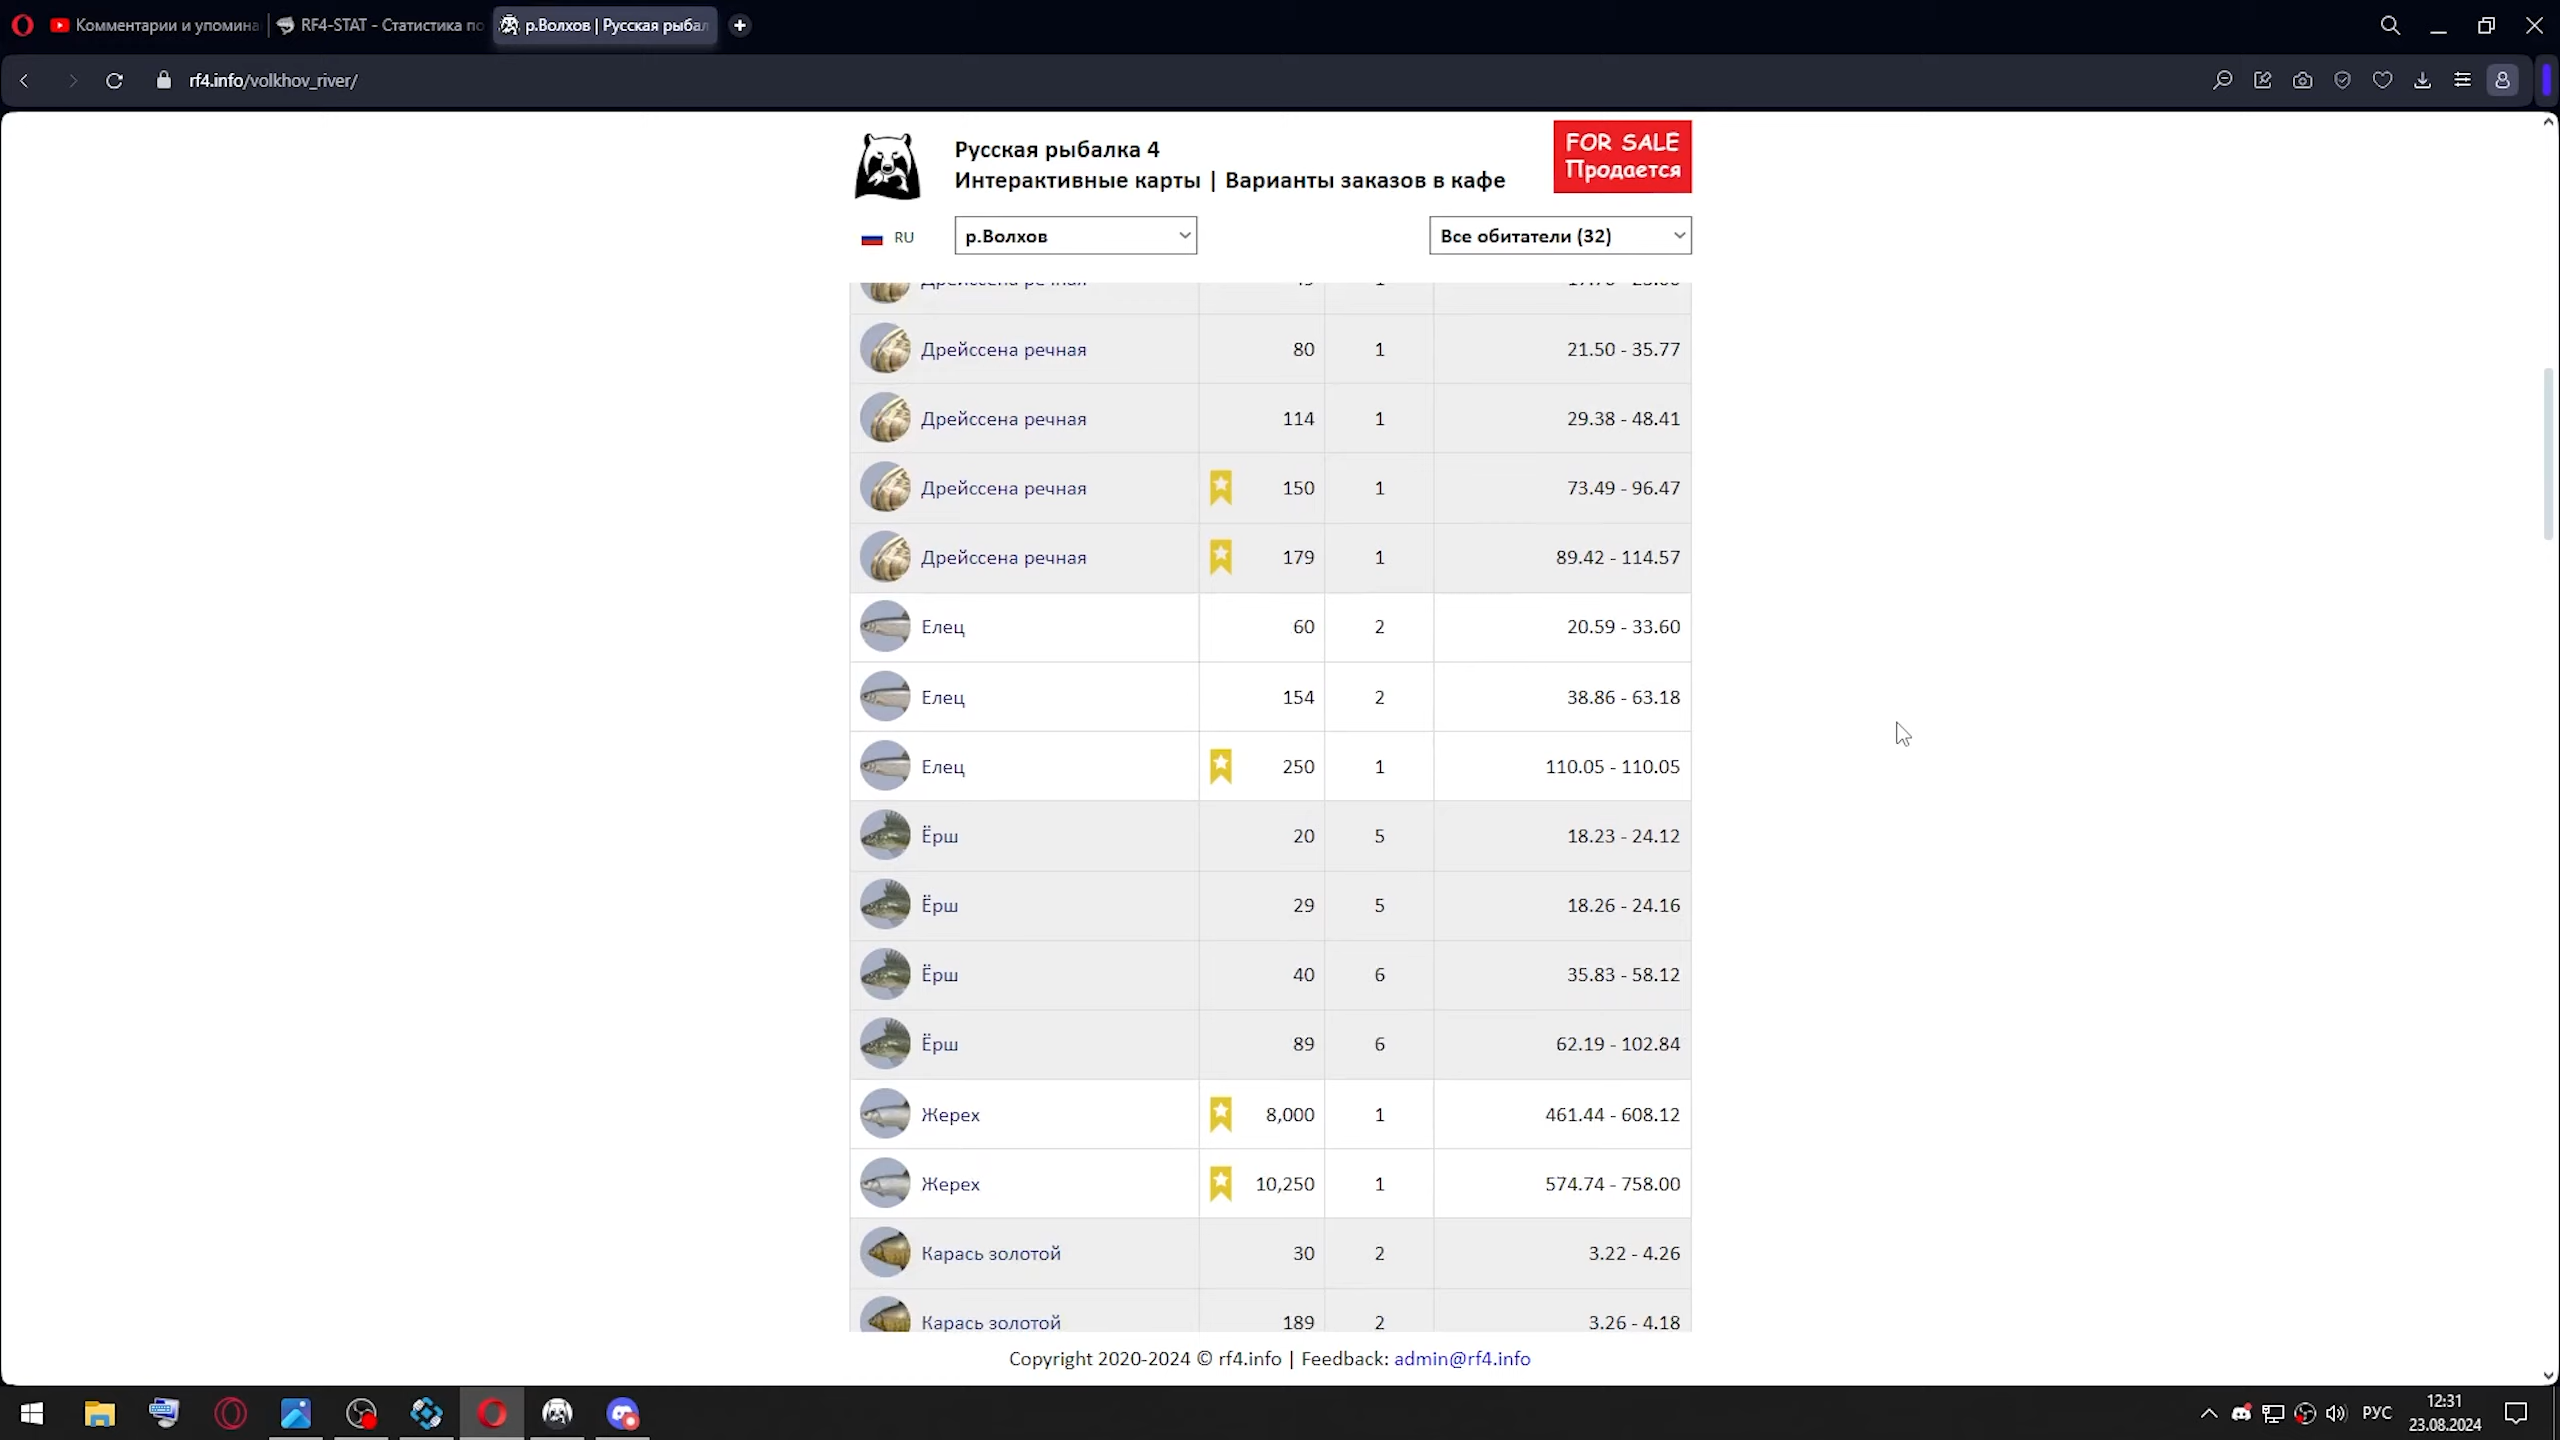 Комментарии и упомина
RF4-STAT - Статистика по
р.Волхов | Русская рыбал
rf4.info/volkhov_river/
Русская рыбалка 4
Интерактивные карты | Варианты заказов в кафе
FOR SALE
Продается
RU
р.Волхов
Все обитатели (32)
Дрейссена речная 80 1 21.50 - 35.77
Дрейссена речная 114 1 29.38 - 48.41
Дрейссена речная 150 1 73.49 - 96.47
Дрейссена речная 179 1 89.42 - 114.57
Елец 60 2 20.59 - 33.60
Елец 154 2 38.86 - 63.18
Елец 250 1 110.05 - 110.05
Ёрш 20 5 18.23 - 24.12
Ёрш 29 5 18.26 - 24.16
Ёрш 40 6 35.83 - 58.12
Ёрш 89 6 62.19 - 102.84
Жерех 8,000 1 461.44 - 608.12
Жерех 10,250 1 574.74 - 758.00
Карась золотой 30 2 3.22 - 4.26
Карась золотой 189 2 3.26 - 4.18
Copyright 2020-2024 © rf4.info | Feedback: admin@rf4.info
РУС
12:31
23.08.2024